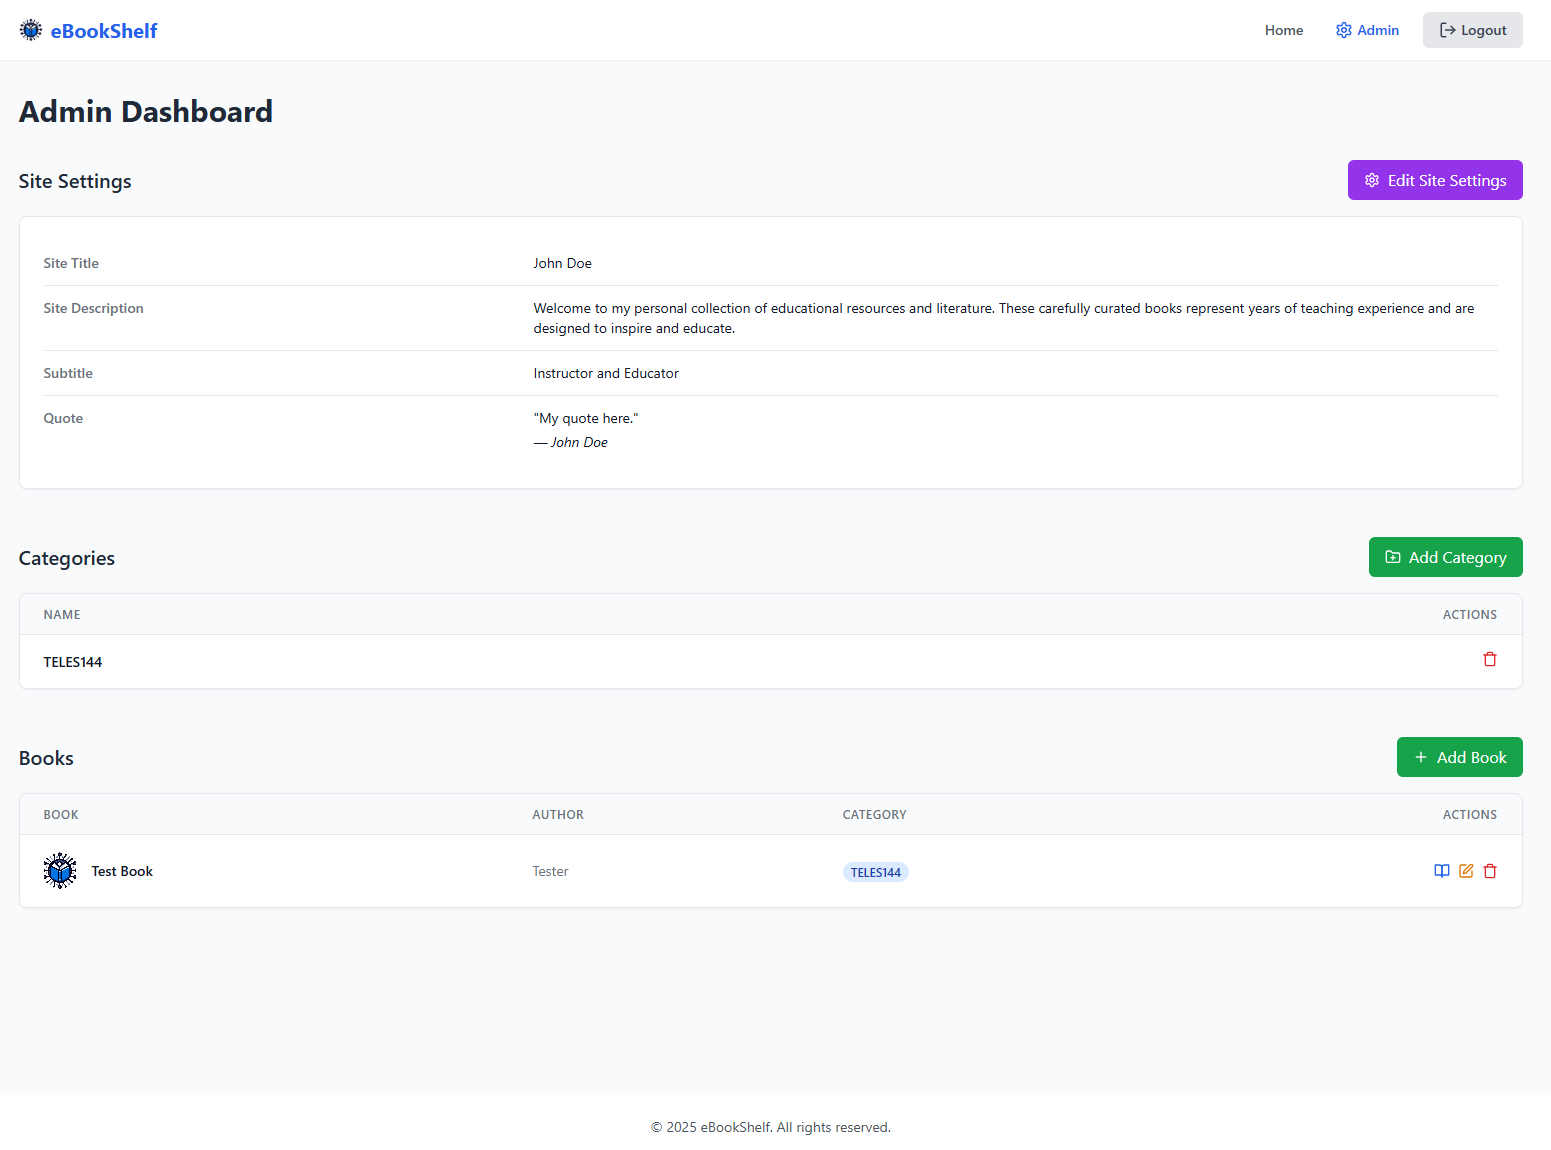 eBookShelf
Home
Admin
Logout
Admin Dashboard
Site Settings
Edit Site Settings
Site Title
John Doe
Site Description
Welcome to my personal collection of educational resources and literature. These carefully curated books represent years of teaching experience and are
designed to inspire and educate.
Subtitle
Instructor and Educator
Quote
"My quote here."
— John Doe
Categories
Add Category
NAME
ACTIONS
TELES144
Books
Add Book
BOOK
AUTHOR
CATEGORY
ACTIONS
Test Book
Tester
TELES144
© 2025 eBookShelf. All rights reserved.